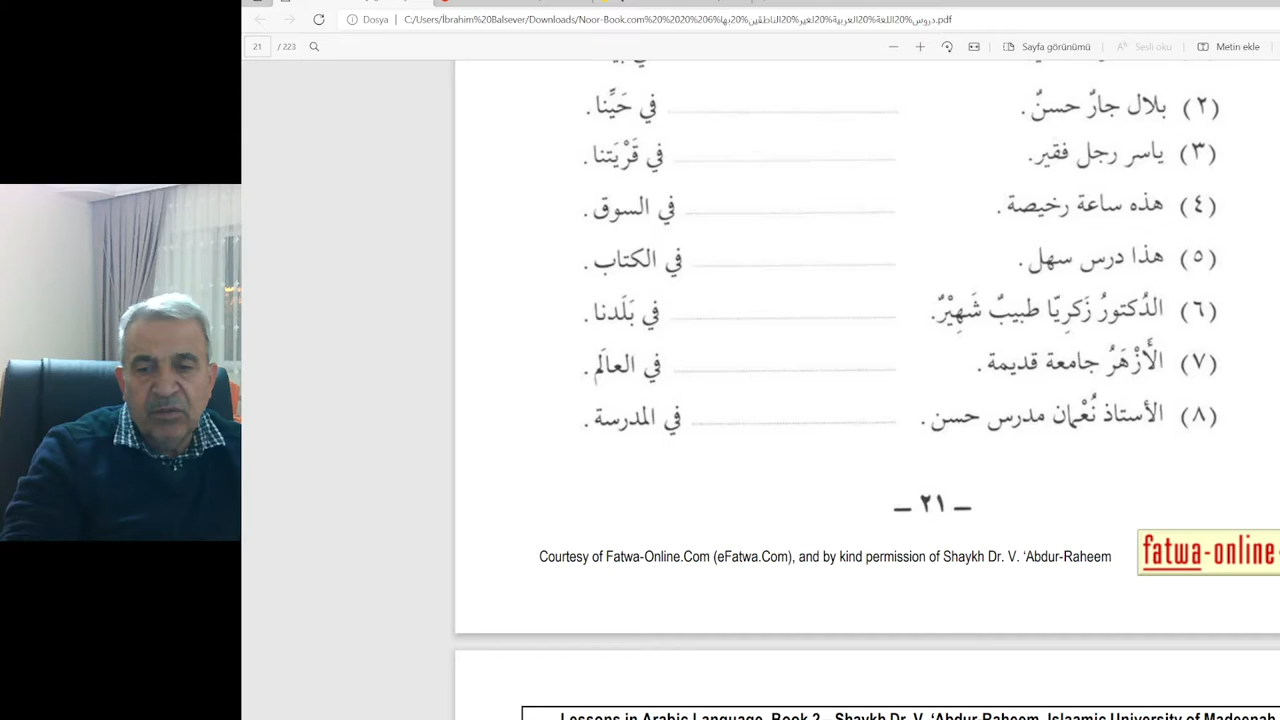 Dosya
C:/Users/İbrahim%20Balsever/Downloads/Noor-Book.com%20%2020%206%دروس%20اللغة%20العربية%20لغير%20الناطقين%20بها.pdf
21 / 223
Sayfa görünümü
Sesli oku
Metin ekle
(٢) بلال جارٌ حسنٌ . في حَيِّنا .
(٣) ياسر رجل فقير. في قَرْيَتنا .
(٤) هذه ساعة رخيصة . في السوق .
(٥) هذا درس سهل . في الكتاب .
(٦) الدُكتورُ زَكرِيّا طبيبٌ شَهِيْرٌ. في بَلَدنا .
(٧) الأَزْهَرُ جامعة قديمة . في العالَم .
(٨) الأستاذ نُعْمان مدرس حسن . في المدرسة .
– ٢١ –
Courtesy of Fatwa-Online.Com (eFatwa.Com), and by kind permission of Shaykh Dr. V. ‘Abdur-Raheem
fatwa-online
Lessons in Arabic Language, Book 2 – Shaykh Dr. V. ‘Abdur-Raheem, Islaamic University of Madeenah